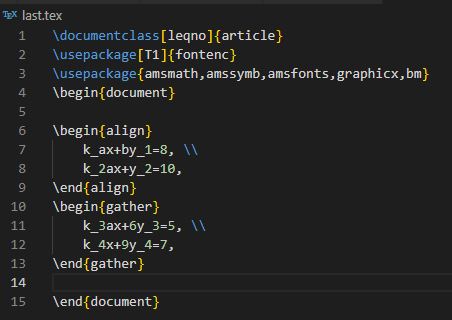 last.tex
1 \documentclass[leqno]{article}
2 \usepackage[T1]{fontenc}
3 \usepackage{amsmath,amssymb,amsfonts,graphicx,bm}
4 \begin{document}
5
6 \begin{align}
7     k_ax+by_1=8, \\
8     k_2ax+y_2=10,
9 \end{align}
10 \begin{gather}
11     k_3ax+6y_3=5, \\
12     k_4x+9y_4=7,
13 \end{gather}
14
15 \end{document}